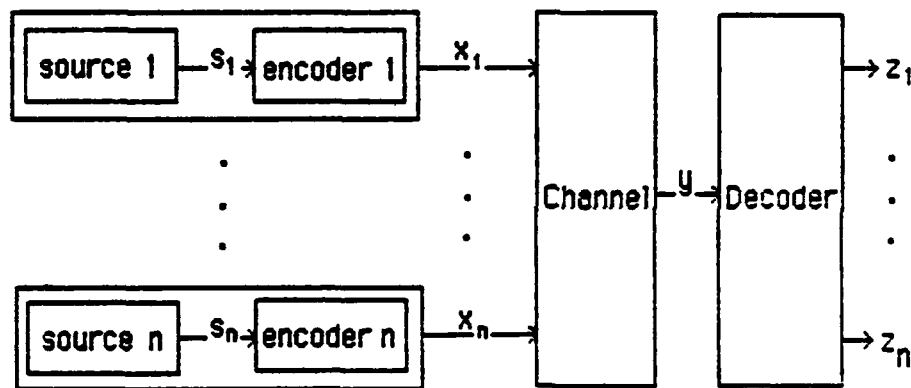 source 1 s₁ encoder 1 x₁ z₁
Channel y Decoder
source n sₙ encoder n xₙ zₙ